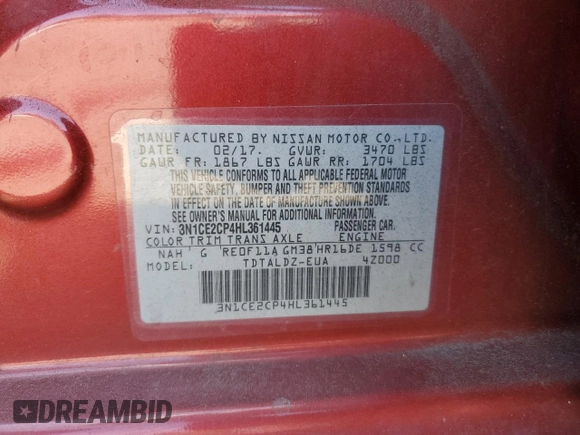 MANUFACTURED BY NISSAN MOTOR CO.,LTD.
DATE: 02/17. GVWR: 3470 LBS
GAWR FR: 1867 LBS GAWR RR: 1704 LBS
THIS VEHICLE CONFORMS TO ALL APPLICABLE FEDERAL MOTOR
VEHICLE SAFETY, BUMPER AND THEFT PREVENTION STANDARDS
IN EFFECT ON THE DATE OF MANUFACTURE SHOWN ABOVE.
SEE OWNER'S MANUAL FOR ADDITIONAL INFORMATION.
VIN: 3N1CE2CP4HL361445 PASSENGER CAR.
COLOR TRIM TRANS AXLE ENGINE
NAH G RE0F11A GM38 HR16DE 1598 CC
MODEL: TDTALDZ-EUA 4Z000
3N1CE2CP4HL361445
DREAMBID